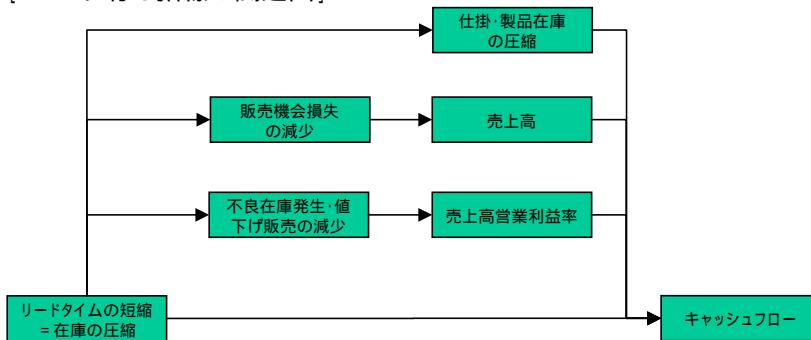 仕掛・製品在庫
の圧縮
販売機会損失
の減少
売上高
不良在庫発生・値
下げ販売の減少
売上高営業利益率
リードタイムの短縮
=在庫の圧縮
キャッシュフロー